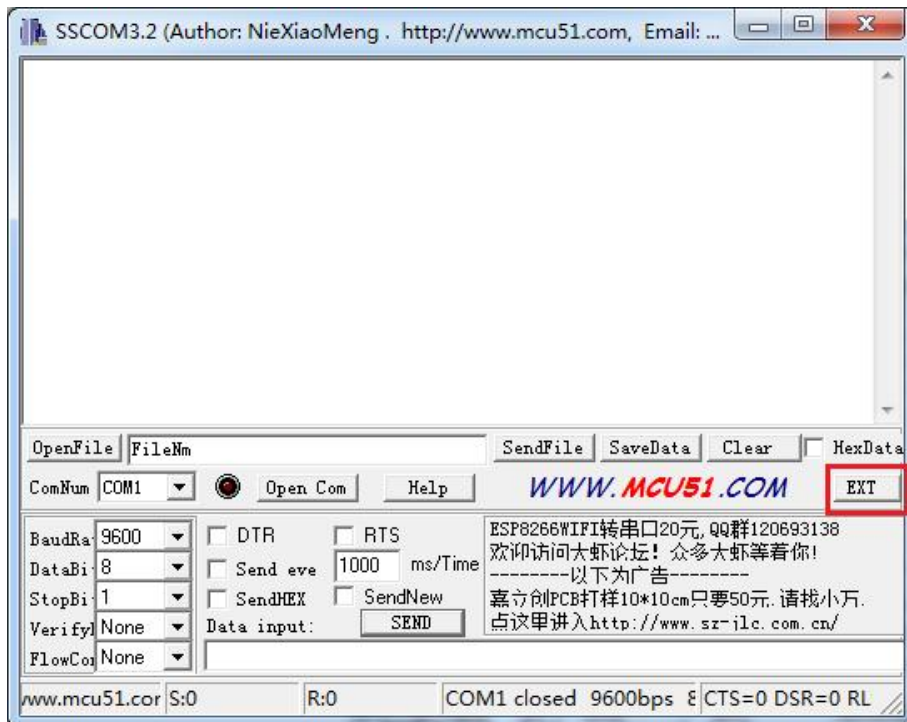 SSCOM3.2 (Author: NieXiaoMeng . http://www.mcu51.com, Email: ...
OpenFile FileNm SendFile SaveData Clear HexData
ComNum COM1 Open Com Help WWW.MCU51.COM EXT
BaudRa 9600 DTR RTS
DataBi 8 Send eve 1000 ms/Time
StopBi 1 SendHEX SendNew
Verify None Data input: SEND
FlowCo None
ESP8266WIFI转串口20元,QQ群120693138
欢迎访问大虾论坛！众多大虾等着你!
--------以下为广告--------
嘉立创PCB打样10*10cm只要50元.请找小万.
点这里进入http://www.sz-jlc.com.cn/
www.mcu51.cor S:0 R:0 COM1 closed 9600bps 8 CTS=0 DSR=0 RL